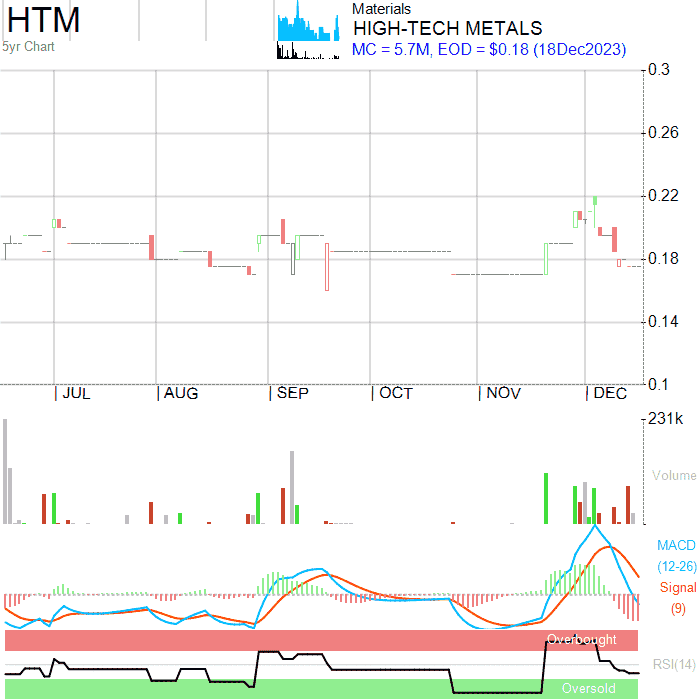 HTM
5yr Chart
Materials
HIGH-TECH METALS
MC = 5.7M, EOD = $0.18 (18Dec2023)
0.3
0.26
0.22
0.18
0.14
0.1
JUL AUG SEP OCT NOV DEC
231k
Volume
MACD
(12-26)
Signal
(9)
Overbought
RSI(14)
Oversold